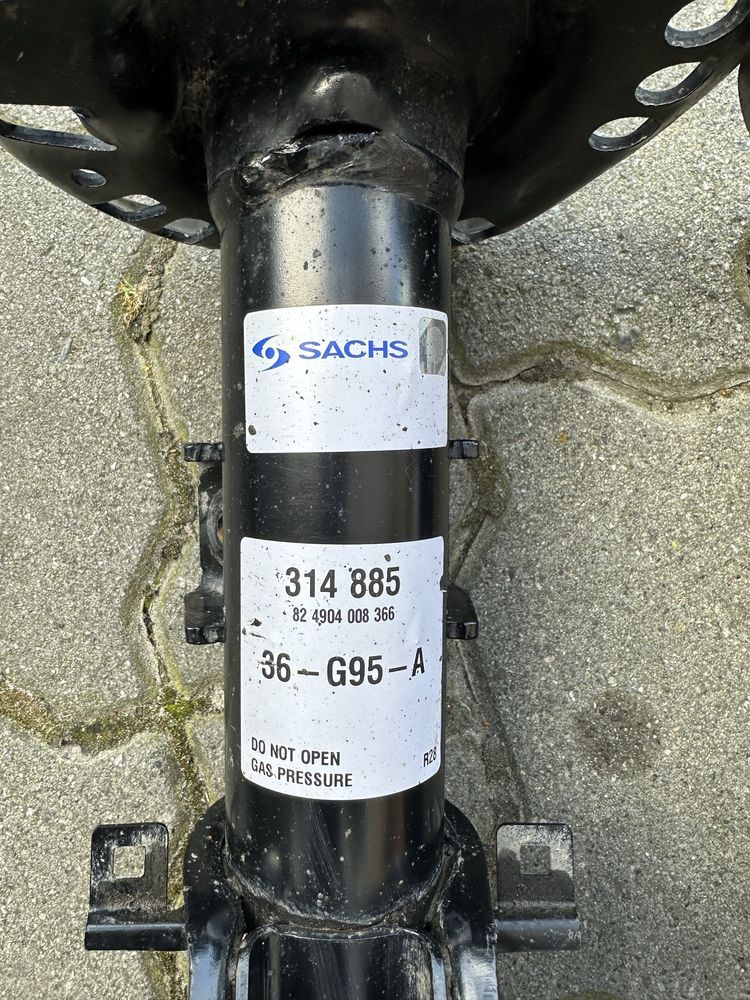 SACHS
314 885
82 4904 008 366
36-G95-A
DO NOT OPEN
GAS PRESSURE
R28